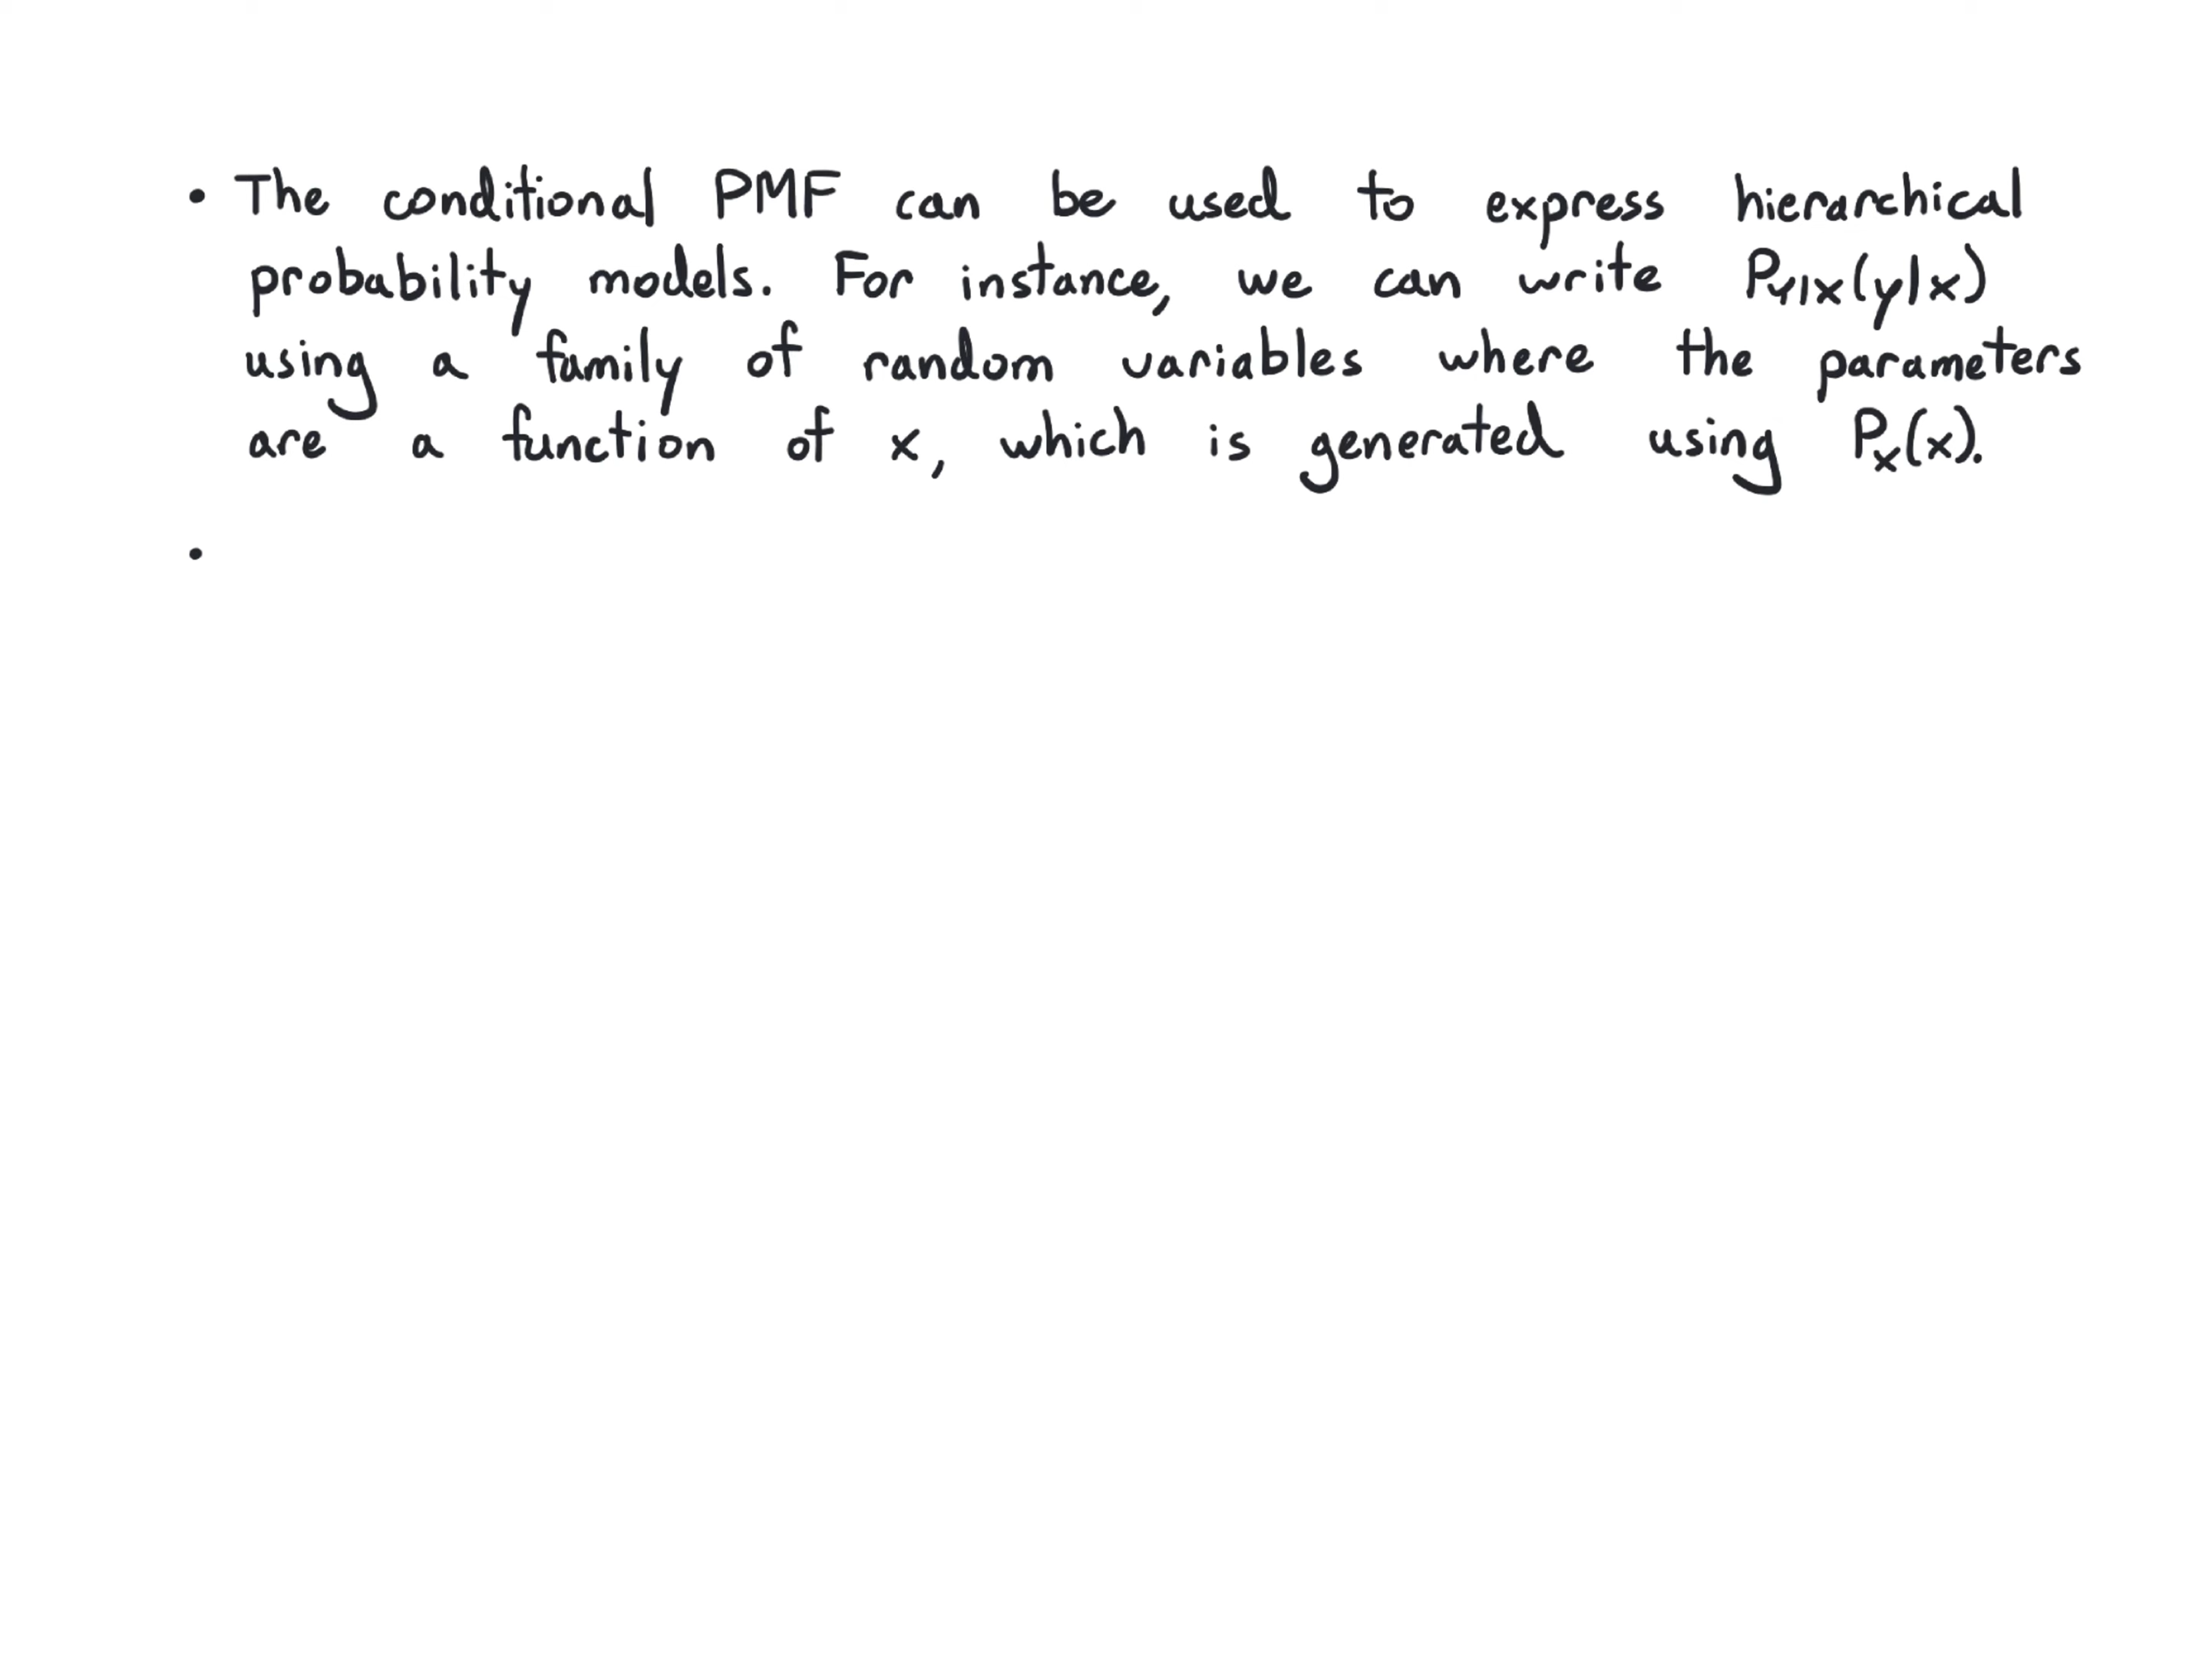 • The conditional PMF can be used to express hierarchical
probability models. For instance, we can write P_{Y|X}(y|x)
using a family of random variables where the parameters
are a function of x, which is generated using P_X(x).
•